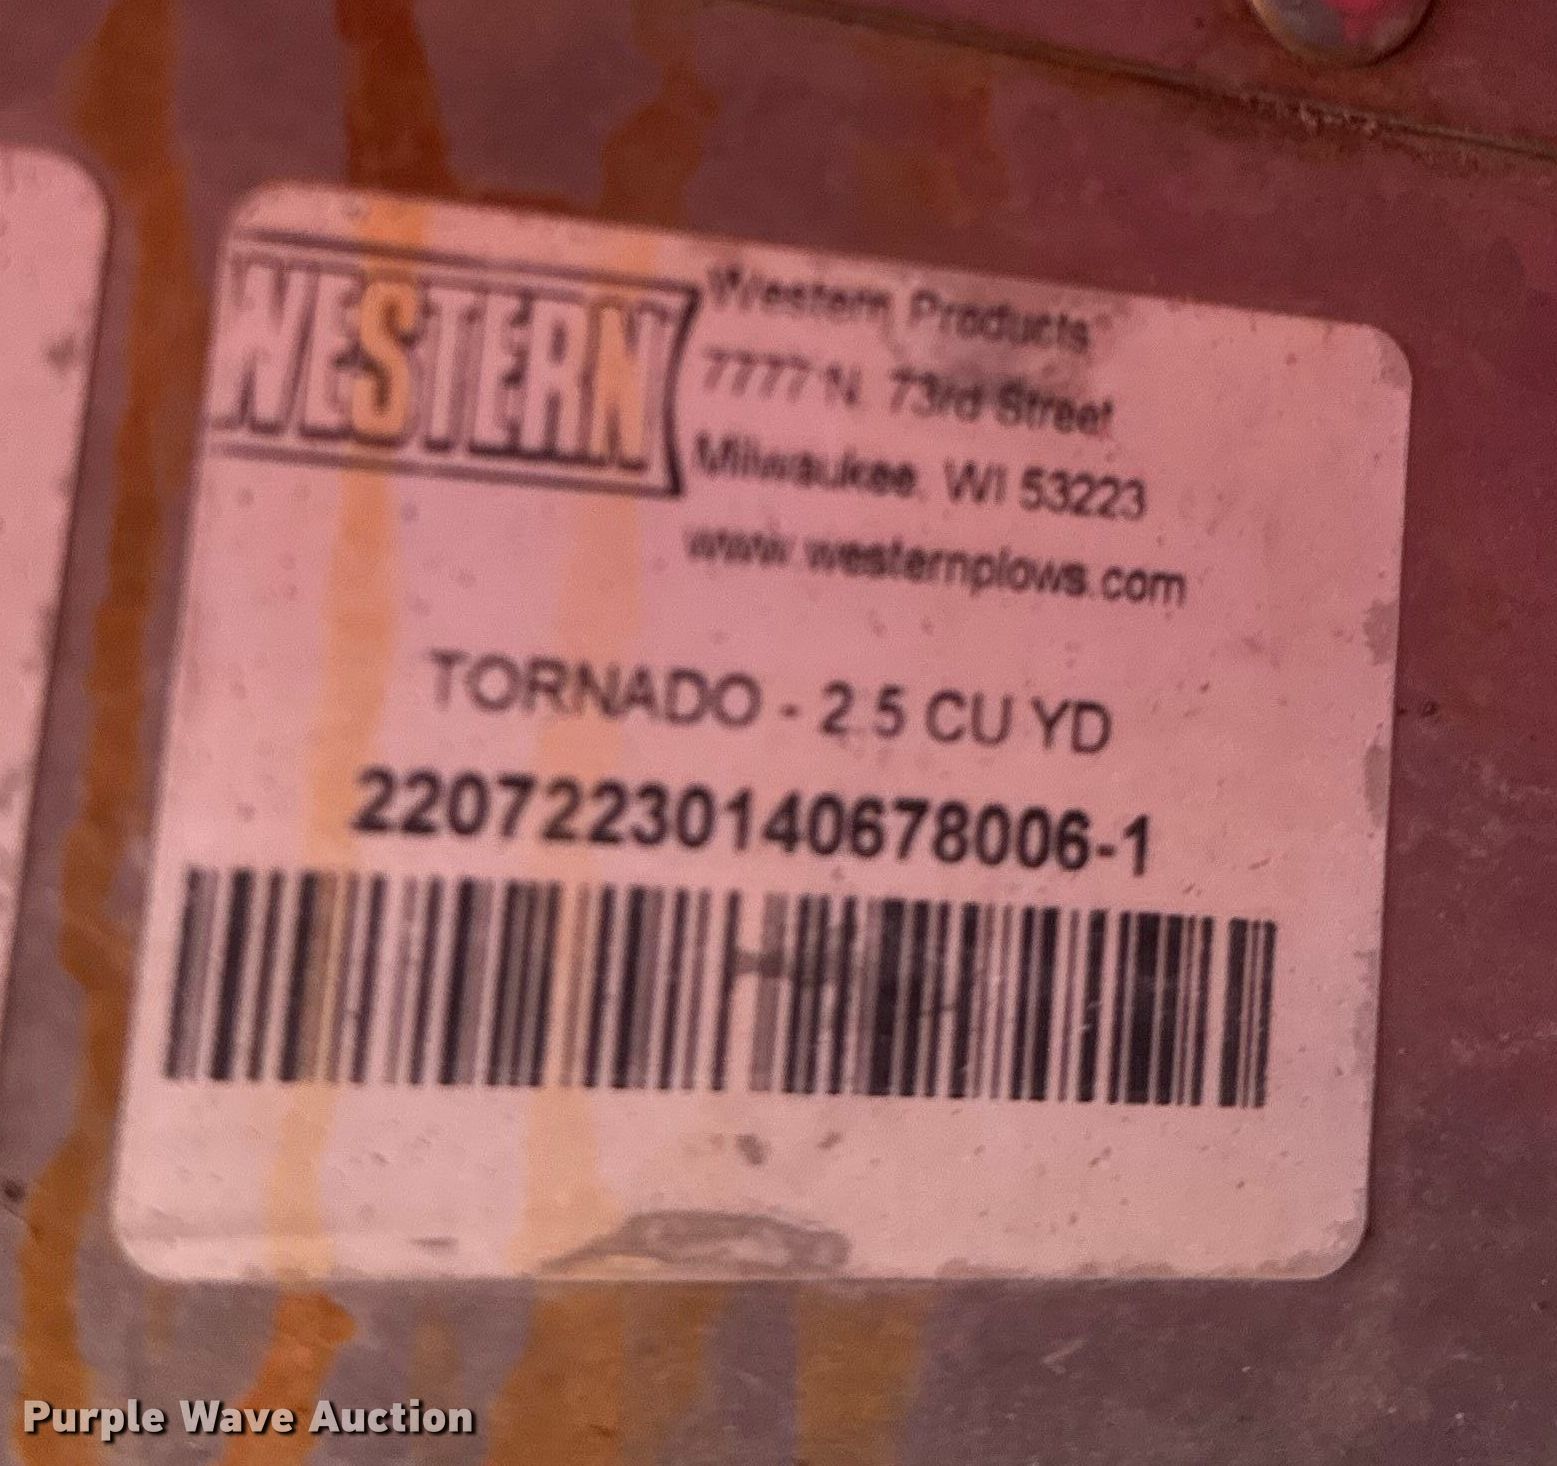 WESTERN
Western Products
7777 N. 73rd Street
Milwaukee, WI 53223
www.westernplows.com
TORNADO - 2.5 CU YD
22072230140678006-1
Purple Wave Auction